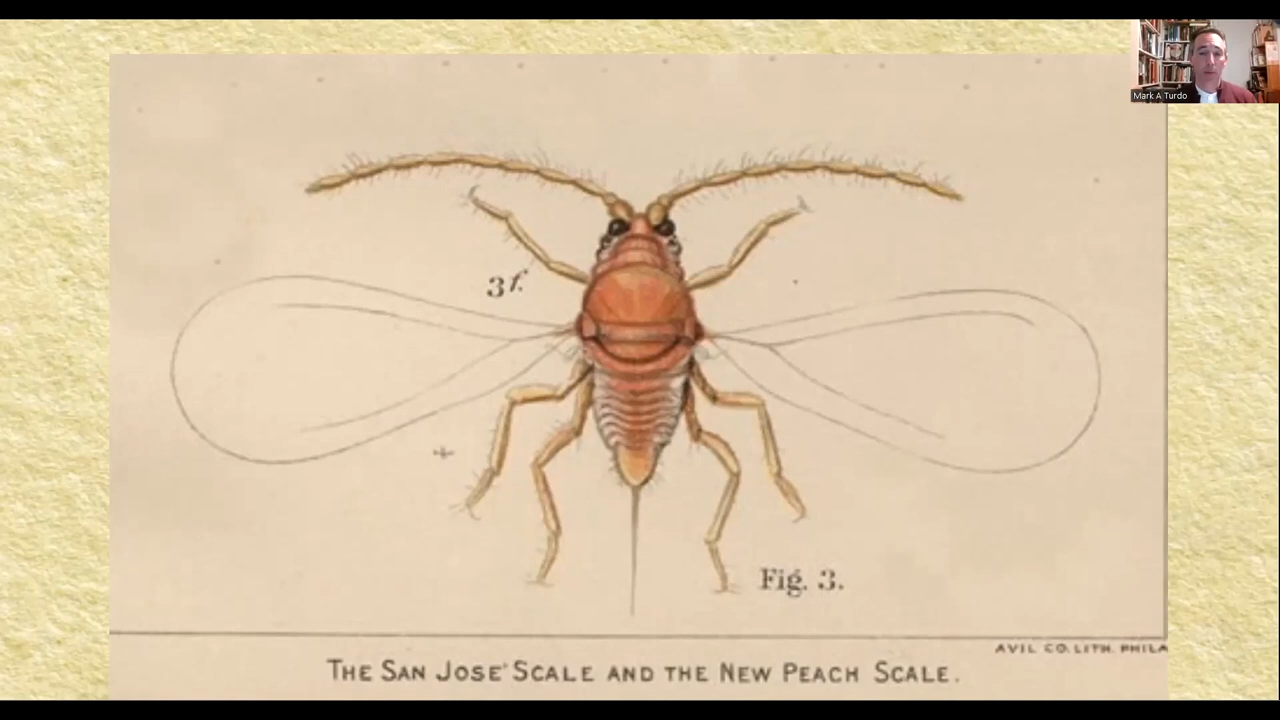 Mark A Turdo
3f.
Fig. 3.
AVIL CO. LITH. PHILA
THE SAN JOSE' SCALE AND THE NEW PEACH SCALE.